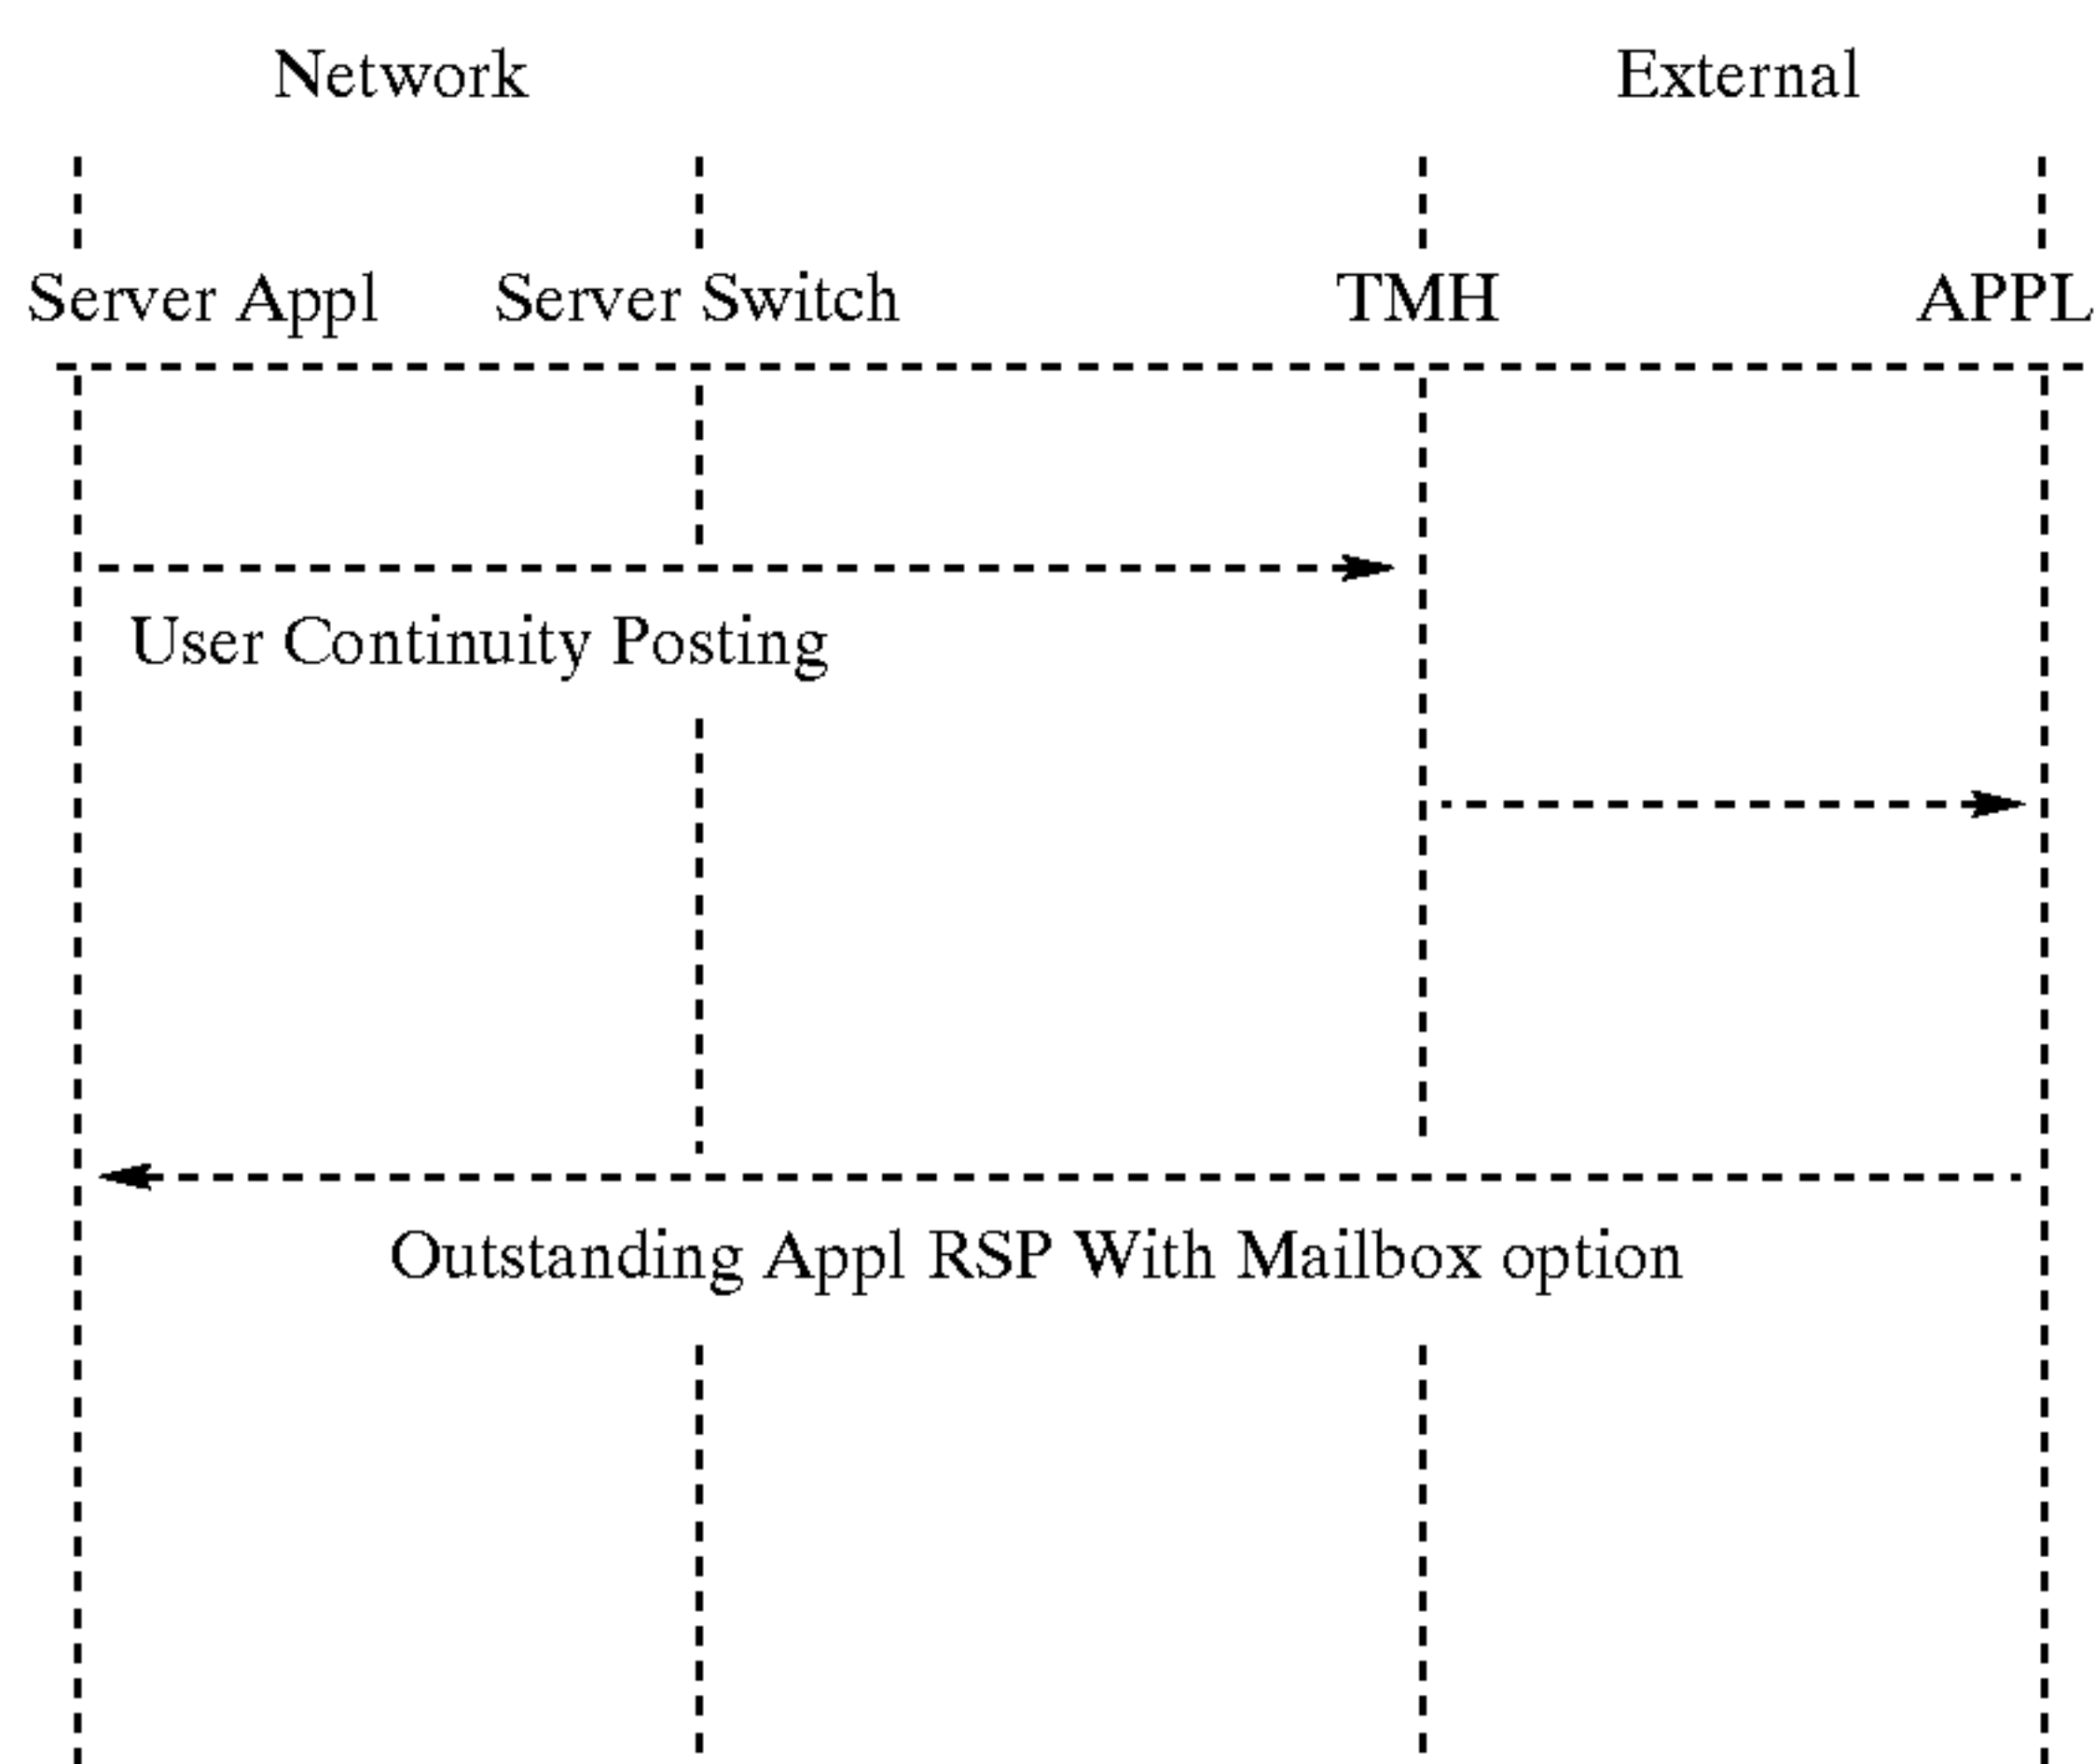 Network External
Server Appl Server Switch TMH APPL
User Continuity Posting
Outstanding Appl RSP With Mailbox option